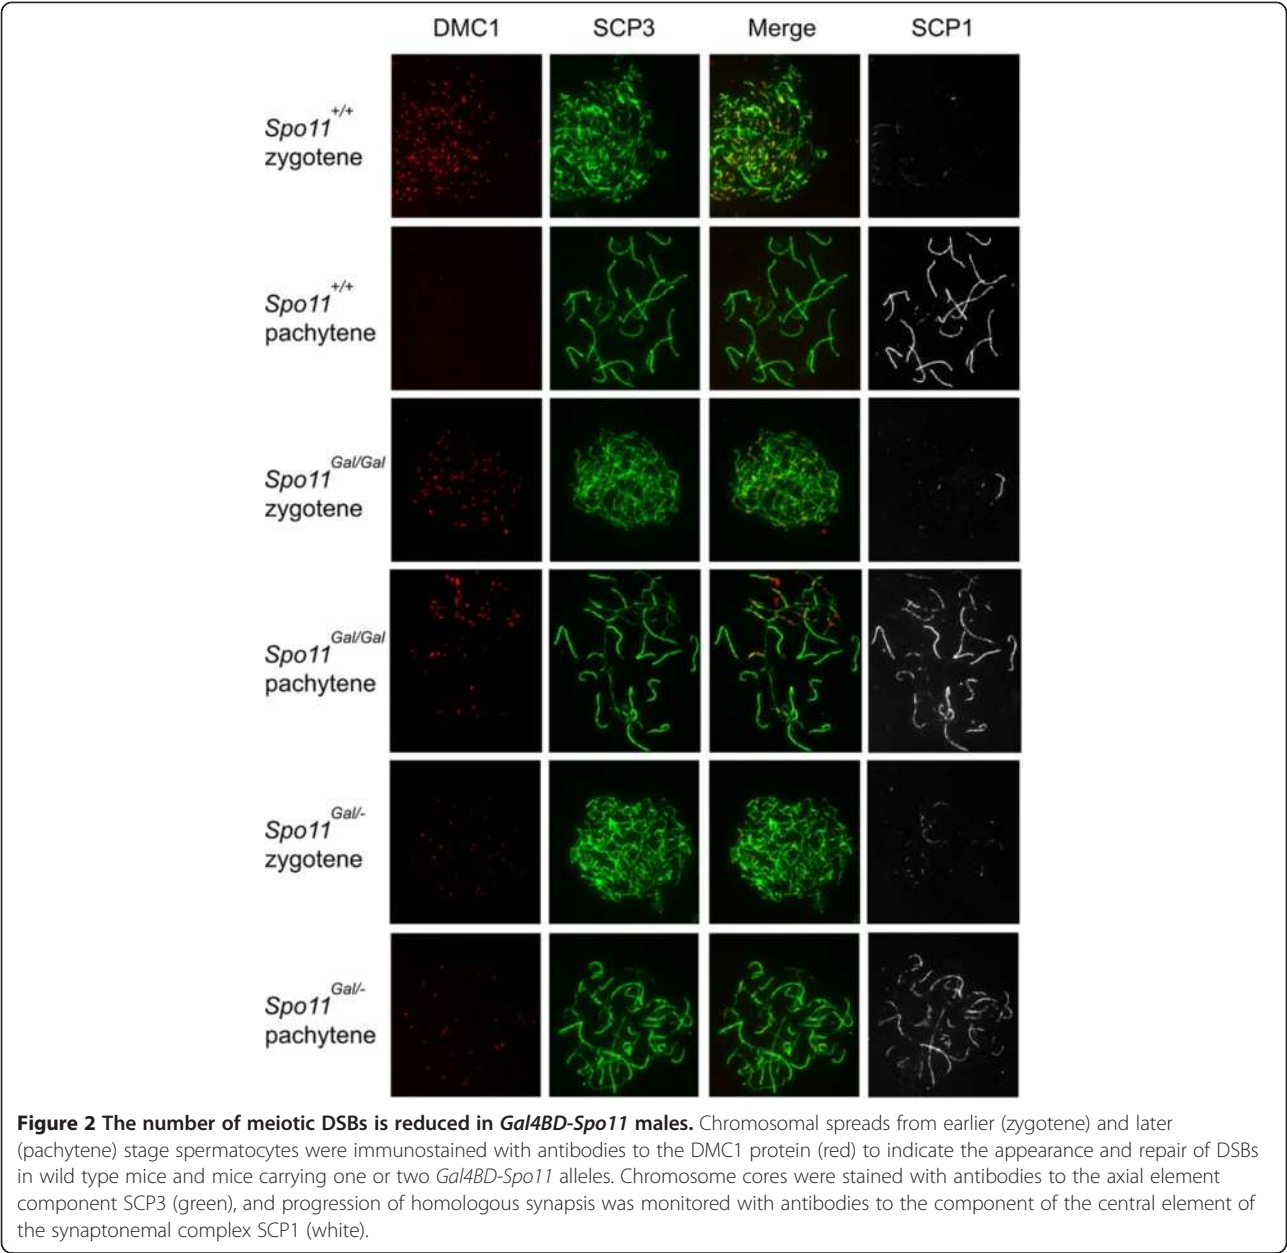 DMC1 SCP3 Merge SCP1
Spo11+/+
zygotene
Spo11+/+
pachytene
Spo11Gal/Gal
zygotene
Spo11Gal/Gal
pachytene
Spo11Gal/-
zygotene
Spo11Gal/-
pachytene
Figure 2 The number of meiotic DSBs is reduced in Gal4BD-Spo11 males. Chromosomal spreads from earlier (zygotene) and later
(pachytene) stage spermatocytes were immunostained with antibodies to the DMC1 protein (red) to indicate the appearance and repair of DSBs
in wild type mice and mice carrying one or two Gal4BD-Spo11 alleles. Chromosome cores were stained with antibodies to the axial element
component SCP3 (green), and progression of homologous synapsis was monitored with antibodies to the component of the central element of
the synaptonemal complex SCP1 (white).